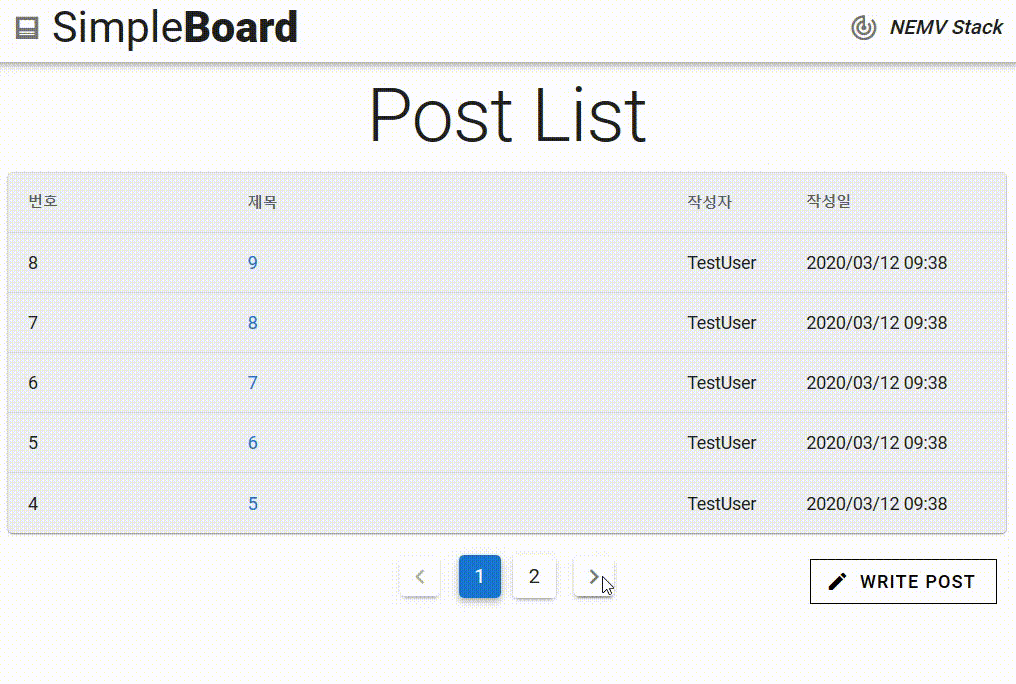 SimpleBoard NEMV Stack
Post List
번호 제목 작성자 작성일
8 9 TestUser 2020/03/12 09:38
7 8 TestUser 2020/03/12 09:38
6 7 TestUser 2020/03/12 09:38
5 6 TestUser 2020/03/12 09:38
4 5 TestUser 2020/03/12 09:38
1 2 WRITE POST